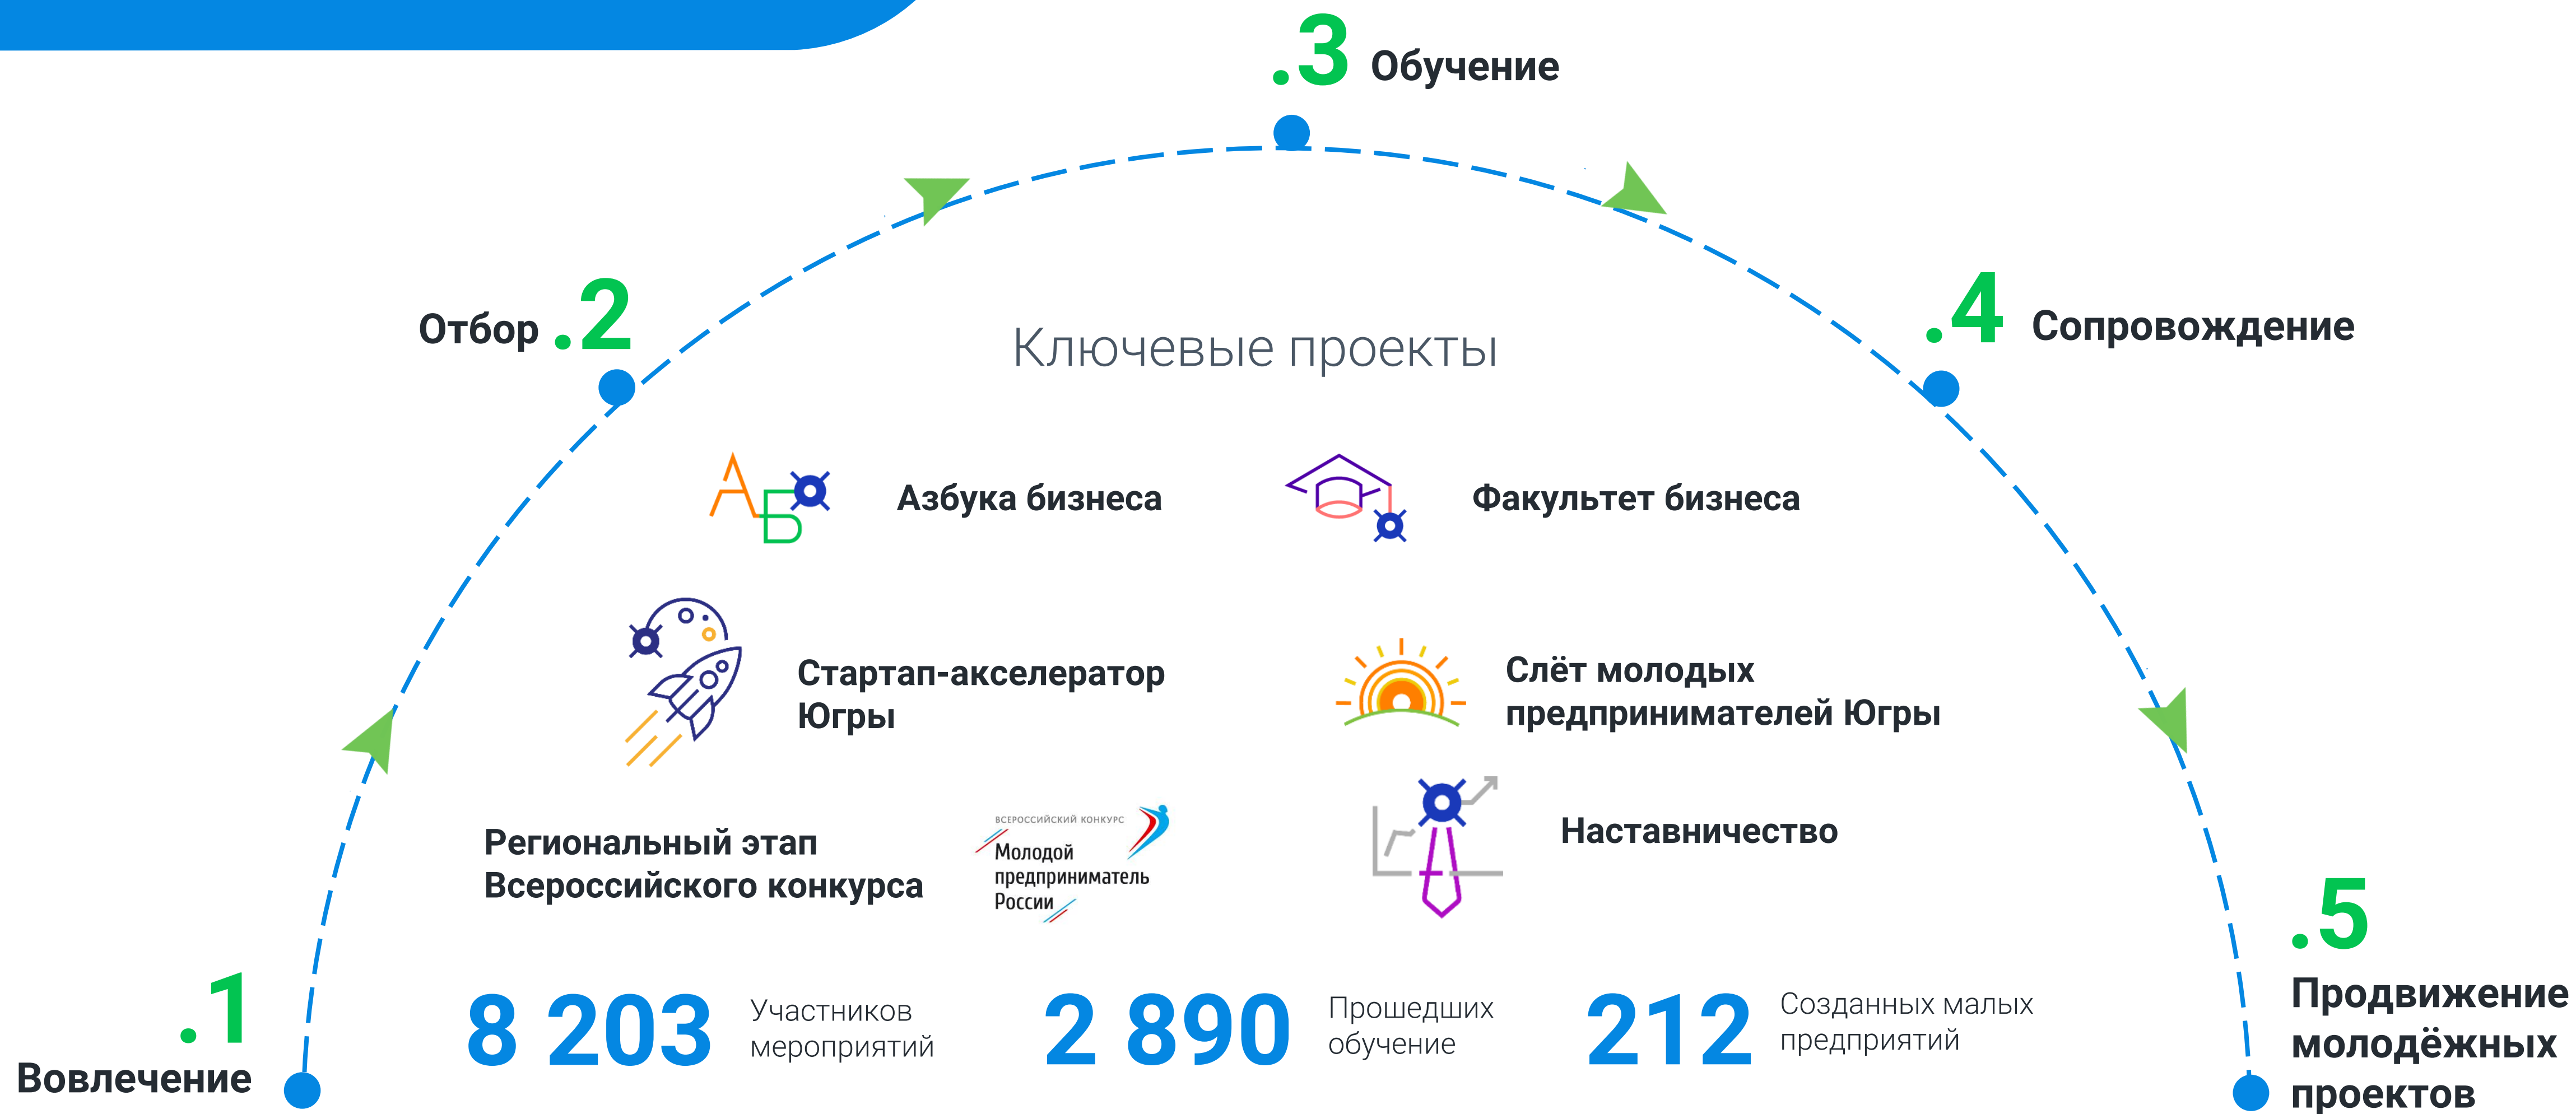 .3 Обучение
Отбор .2
.4 Сопровождение
Ключевые проекты
Азбука бизнеса
Факультет бизнеса
Стартап-акселератор
Югры
Слёт молодых
предпринимателей Югры
Региональный этап
Всероссийского конкурса
ВСЕРОССИЙСКИЙ КОНКУРС
Молодой
предприниматель
России
Наставничество
.1
Вовлечение
8 203
Участников
мероприятий
2 890
Прошедших
обучение
212
Созданных малых
предприятий
.5
Продвижение
молодёжных
проектов